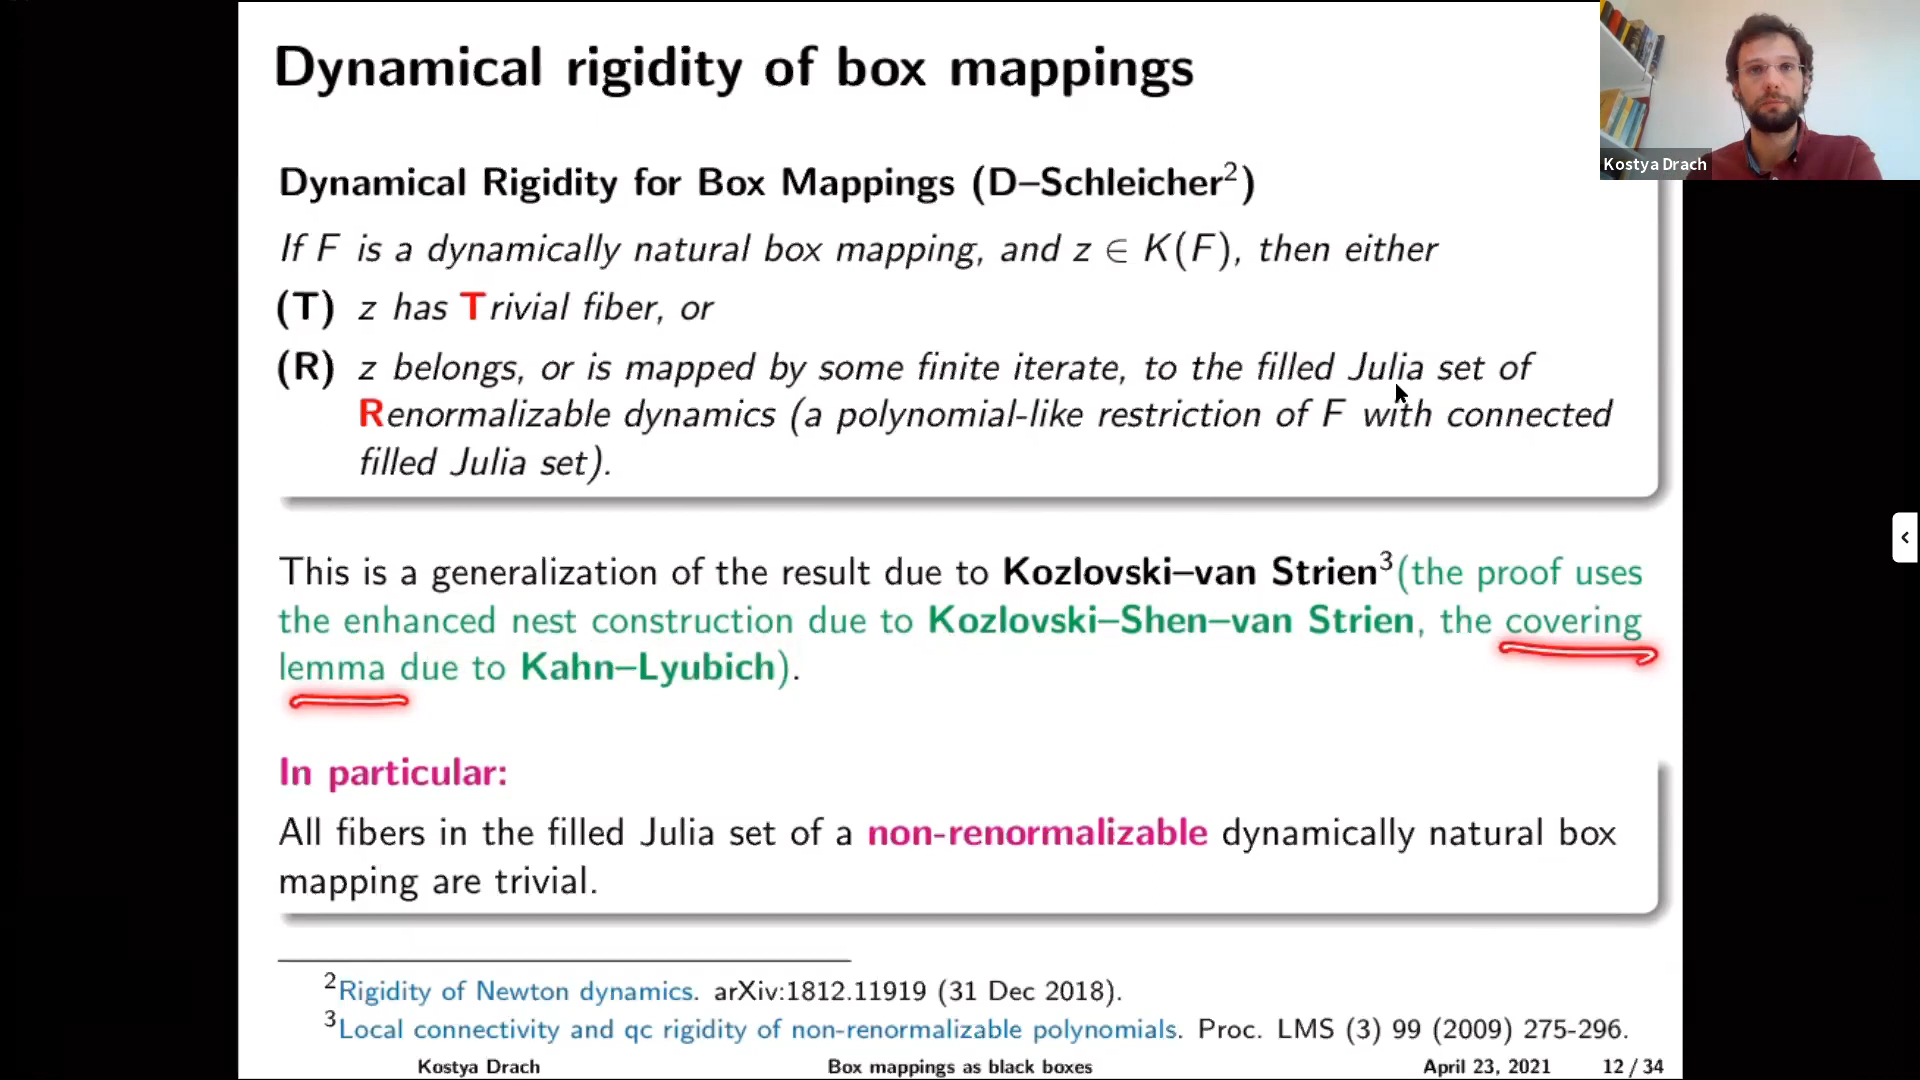 Dynamical rigidity of box mappings
Kostya Drach
Dynamical Rigidity for Box Mappings (D–Schleicher²)
If F is a dynamically natural box mapping, and z ∈ K(F), then either
(T) z has Trivial fiber, or
(R) z belongs, or is mapped by some finite iterate, to the filled Julia set of
Renormalizable dynamics (a polynomial-like restriction of F with connected
filled Julia set).
This is a generalization of the result due to Kozlovski–van Strien³(the proof uses
the enhanced nest construction due to Kozlovski–Shen–van Strien, the covering
lemma due to Kahn–Lyubich).
In particular:
All fibers in the filled Julia set of a non-renormalizable dynamically natural box
mapping are trivial.
²Rigidity of Newton dynamics. arXiv:1812.11919 (31 Dec 2018).
³Local connectivity and qc rigidity of non-renormalizable polynomials. Proc. LMS (3) 99 (2009) 275-296.
Kostya Drach Box mappings as black boxes April 23, 2021 12 / 34